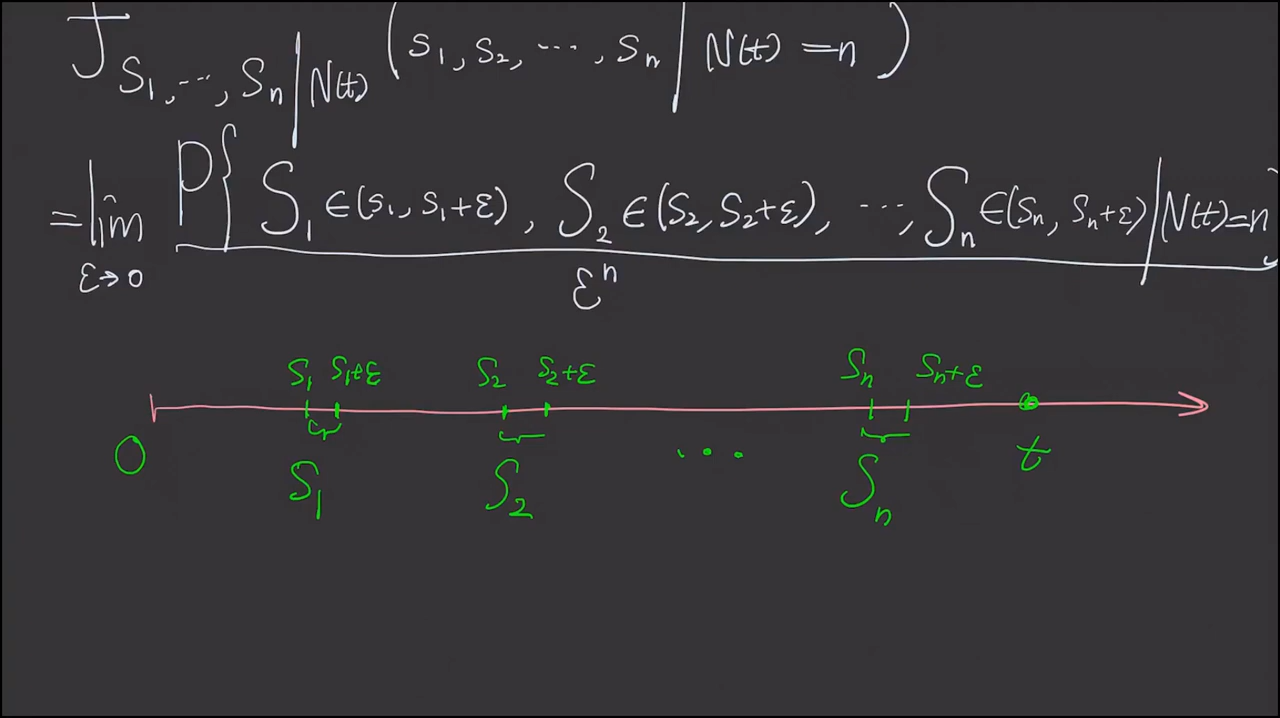 f_{S_1, ..., S_n | N(t)} (s_1, s_2, ..., s_n | N(t) = n)
= lim_{ε→0} P{ S_1 ∈ (s_1, s_1+ε), S_2 ∈ (s_2, s_2+ε), ..., S_n ∈ (s_n, s_n+ε) | N(t) = n }
ε^n
s_1 s_1+ε s_2 s_2+ε s_n s_n+ε
0 S_1 S_2 ... S_n t